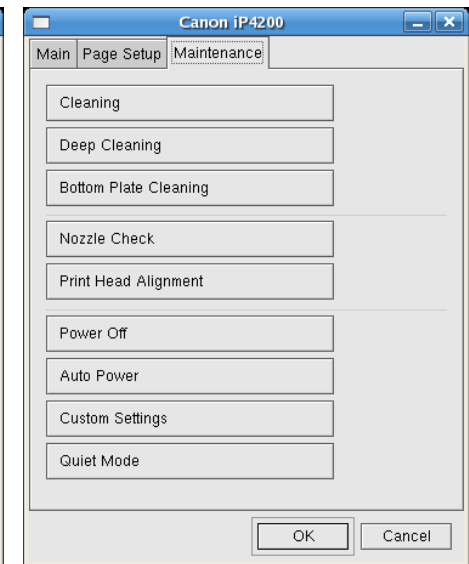 Canon iP4200
Main Page Setup Maintenance
Cleaning
Deep Cleaning
Bottom Plate Cleaning
Nozzle Check
Print Head Alignment
Power Off
Auto Power
Custom Settings
Quiet Mode
OK Cancel